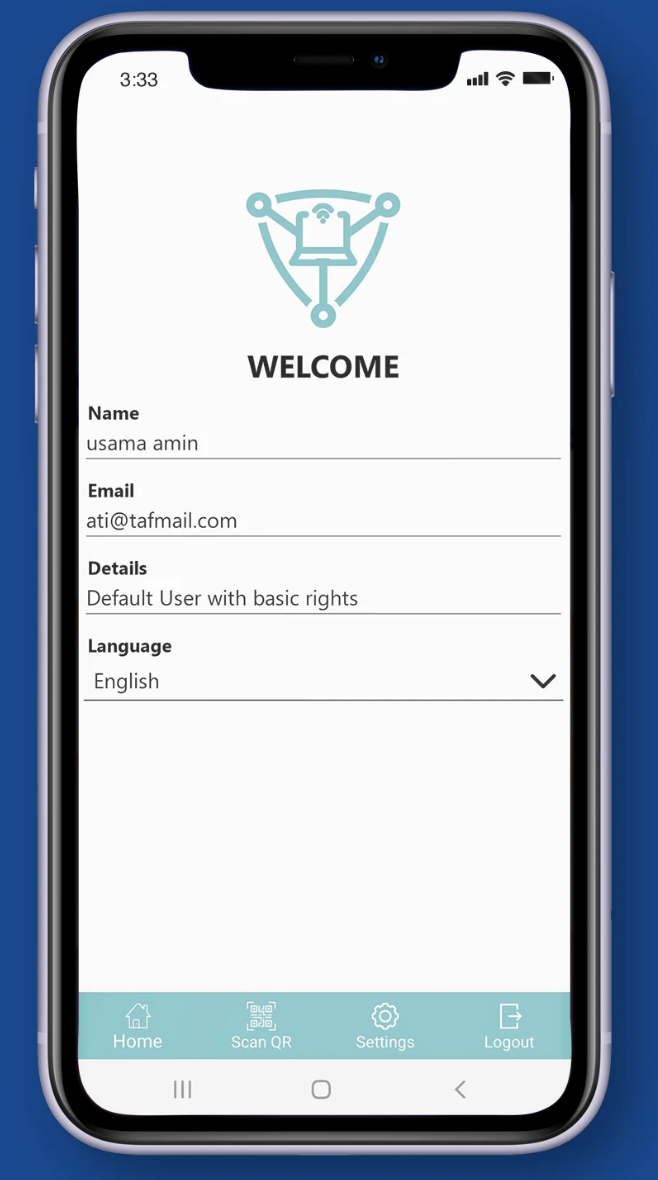 3:33
WELCOME
Name
usama amin
Email
ati@tafmail.com
Details
Default User with basic rights
Language
English
Home
Scan QR
Settings
Logout